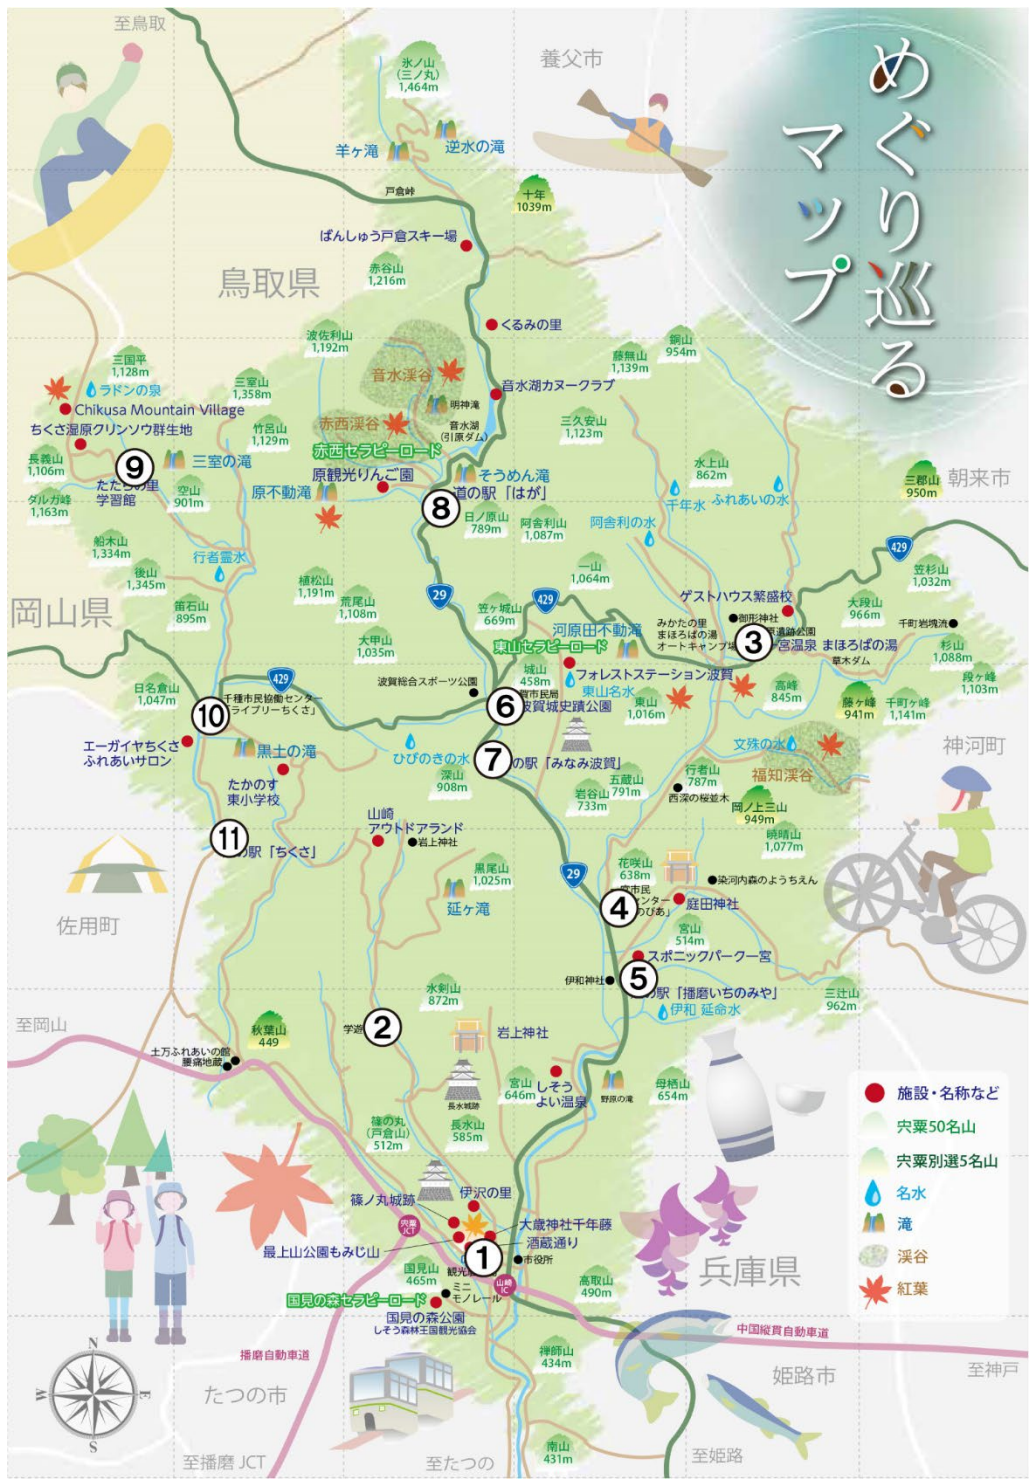 めぐり巡る
マップ
至鳥取
養父市
氷ノ山
(三ノ丸)
1,464m
羊ヶ滝
逆水の滝
戸倉峠
十年
1039m
ばんしゅう戸倉スキー場
赤谷山
1,216m
鳥取県
くるみの里
波佐利山
1,192m
銅山
954m
藤無山
1,139m
三国平
1,128m
ラドンの泉
三室山
1,358m
音水渓谷
音水湖カヌークラブ
明神滝
Chikusa Mountain Village
ちくさ湿原クリンソウ群生地
竹呂山
1,129m
赤西渓谷
音水湖
(引原ダム)
三久安山
1,123m
赤西セラピーロード
長義山
1,106m
⑨
三室の滝
たたらの里
学習館
空山
901m
ダルガ峰
1,163m
原観光りんご園
そうめん滝
原不動滝
⑧
道の駅「はが」
水上山
862m
千年水
ふれあいの水
三郡山
950m
朝来市
日ノ原山
789m
阿舎利山
1,087m
阿舎利の水
船木山
1,334m
行者霊水
後山
1,345m
429
笠杉山
1,032m
一山
1,064m
植松山
1,191m
荒尾山
1,108m
29
429
笠ヶ城山
669m
岡山県
笛石山
895m
ゲストハウス繁盛校
大段山
966m
御形神社
千町岩塊流
河原田不動滝
みかたの里
まほろばの湯
オートキャンプ場
③
原遺跡公園
宮温泉 まほろばの湯
草木ダム
大甲山
1,035m
東山セラピーロード
杉山
1,088m
段ヶ峰
1,103m
城山
458m
フォレストステーション波賀
東山名水
日名倉山
1,047m
429
波賀総合スポーツ公園
⑩
千種市民協働センター
「ライブリーちくさ」
⑥
賀市民局
波賀城史蹟公園
東山
1,016m
高峰
845m
藤ヶ峰
941m
千町ヶ峰
1,141m
エーガイヤちくさ
ふれあいサロン
黒土の滝
ひびのきの水
⑦
の駅「みなみ波賀」
文殊の水
神河町
たかのす
東小学校
深山
908m
岩谷山
733m
五蔵山
791m
行者山
787m
西深の桜並木
福知渓谷
岡ノ上三山
949m
山崎
アウトドアランド
⑪
の駅「ちくさ」
岩上神社
暁晴山
1,077m
黒尾山
1,025m
29
花咲山
638m
延ヶ滝
佐用町
宮市民
センター
のぴあ」
④
染河内森のようちえん
庭田神社
宮山
514m
スポニックパーク一宮
伊和神社
⑤
の駅「播磨いちのみや」
伊和 延命水
三辻山
962m
水剣山
872m
至岡山
秋葉山
449
学遊
②
岩上神社
土万ふれあいの館
腰痛地蔵
長水城跡
宮山
646m
しそう
よい温泉
野原の滝
母栖山
654m
施設・名称など
宍粟50名山
宍粟別選5名山
名水
滝
渓谷
紅葉
篠の丸
(戸倉山)
512m
長水山
585m
伊沢の里
篠ノ丸城跡
宍粟
JCT
大歳神社千年藤
最上山公園もみじ山
酒蔵通り
①
市役所
兵庫県
国見山
465m
観光
ミニ
モノレール
山崎
IC
高取山
490m
国見の森セラピーロード
国見の森公園
しそう森林王国観光協会
播磨自動車道
中国縦貫自動車道
禅師山
434m
N
W
E
S
たつの市
姫路市
至神戸
南山
431m
至播磨 JCT
至たつの
至姫路